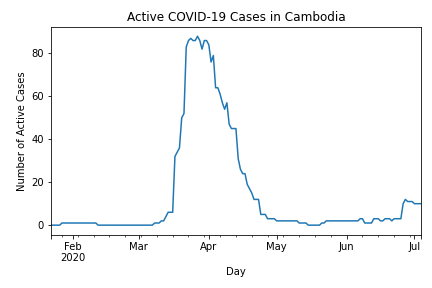 Active COVID-19 Cases in Cambodia
Number of Active Cases
80
60
40
20
0
Feb Mar Apr May Jun Jul
2020
Day